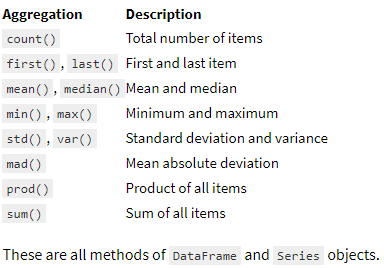 Aggregation Description
count() Total number of items
first(), last() First and last item
mean(), median() Mean and median
min(), max() Minimum and maximum
std(), var() Standard deviation and variance
mad() Mean absolute deviation
prod() Product of all items
sum() Sum of all items
These are all methods of DataFrame and Series objects.